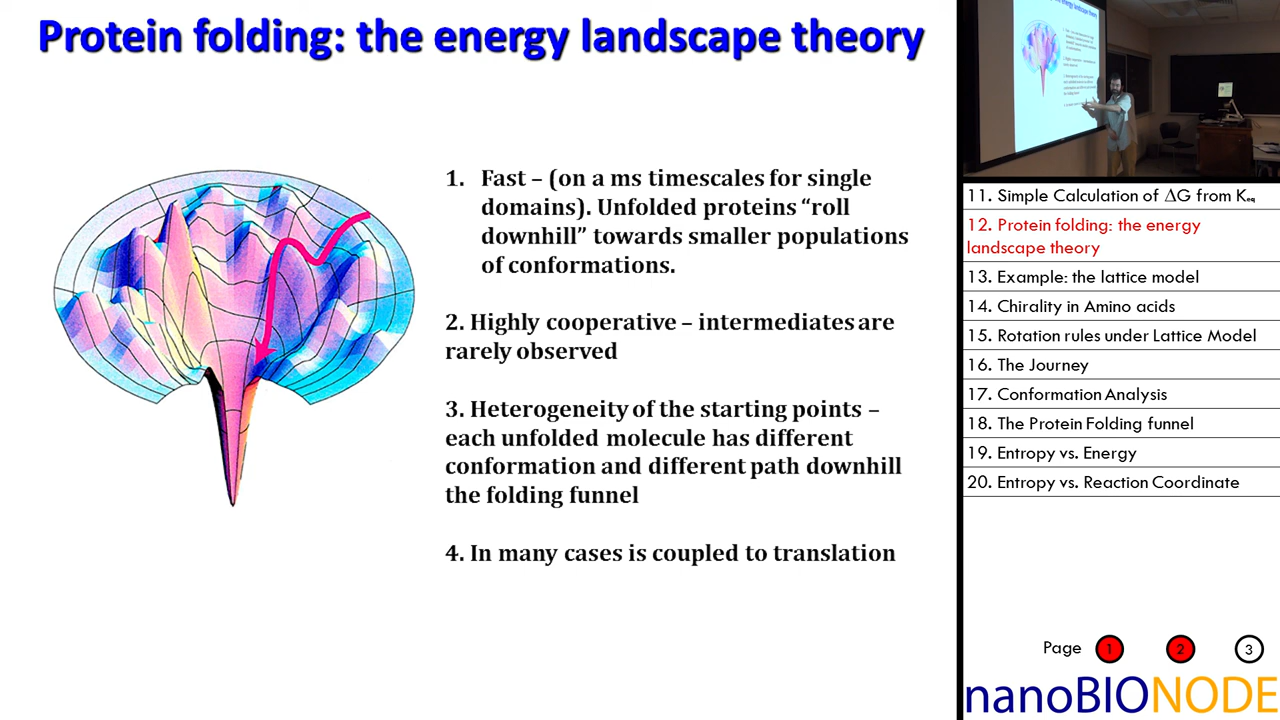 Protein folding: the energy landscape theory
1. Fast – (on a ms timescales for single
domains). Unfolded proteins “roll
downhill” towards smaller populations
of conformations.
2. Highly cooperative – intermediates are
rarely observed
3. Heterogeneity of the starting points –
each unfolded molecule has different
conformation and different path downhill
the folding funnel
4. In many cases is coupled to translation
11. Simple Calculation of ΔG from Keq
12. Protein folding: the energy
landscape theory
13. Example: the lattice model
14. Chirality in Amino acids
15. Rotation rules under Lattice Model
16. The Journey
17. Conformation Analysis
18. The Protein Folding funnel
19. Entropy vs. Energy
20. Entropy vs. Reaction Coordinate
Page 1 2 3
nanoBIONODE